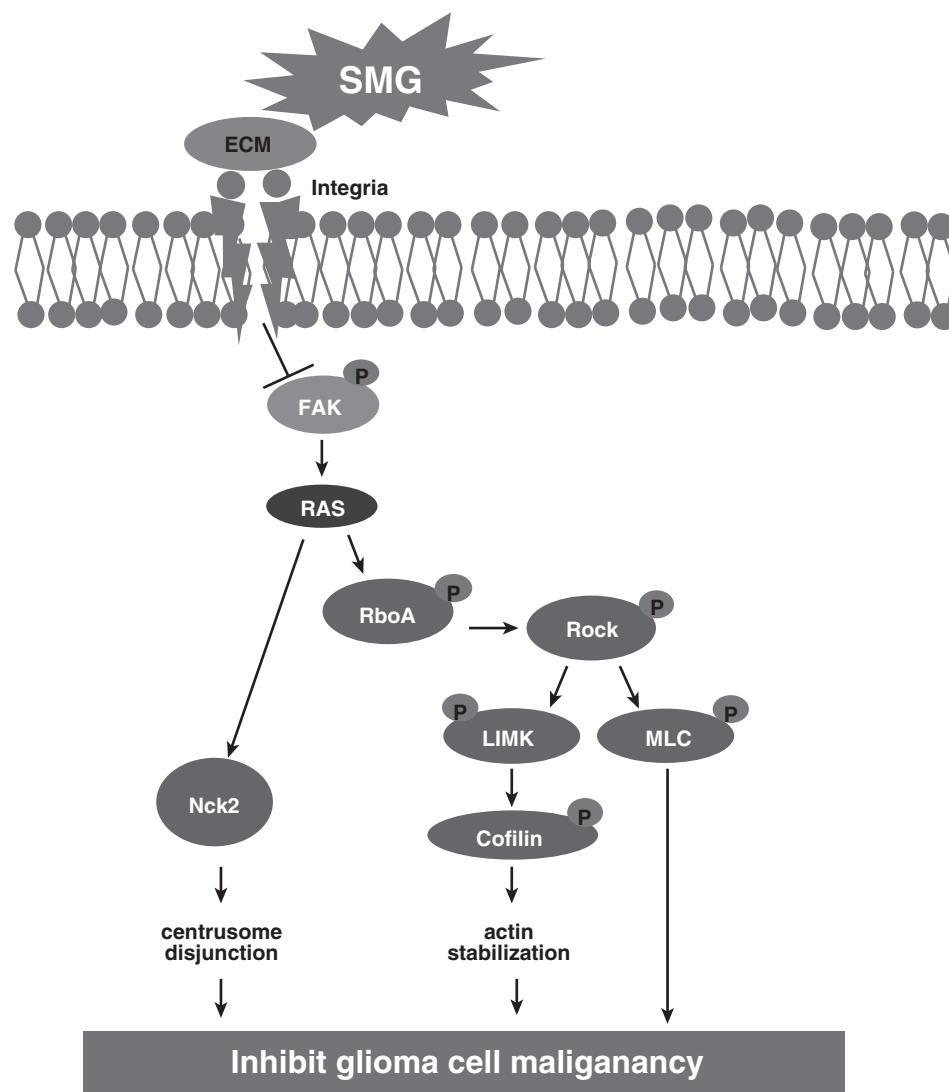 SMG
ECM
Integria
P
FAK
RAS
P
RboA
P
Rock
P
LIMK
P
MLC
Nck2
P
Cofilin
centrusome
disjunction
actin
stabilization
Inhibit glioma cell maliganancy